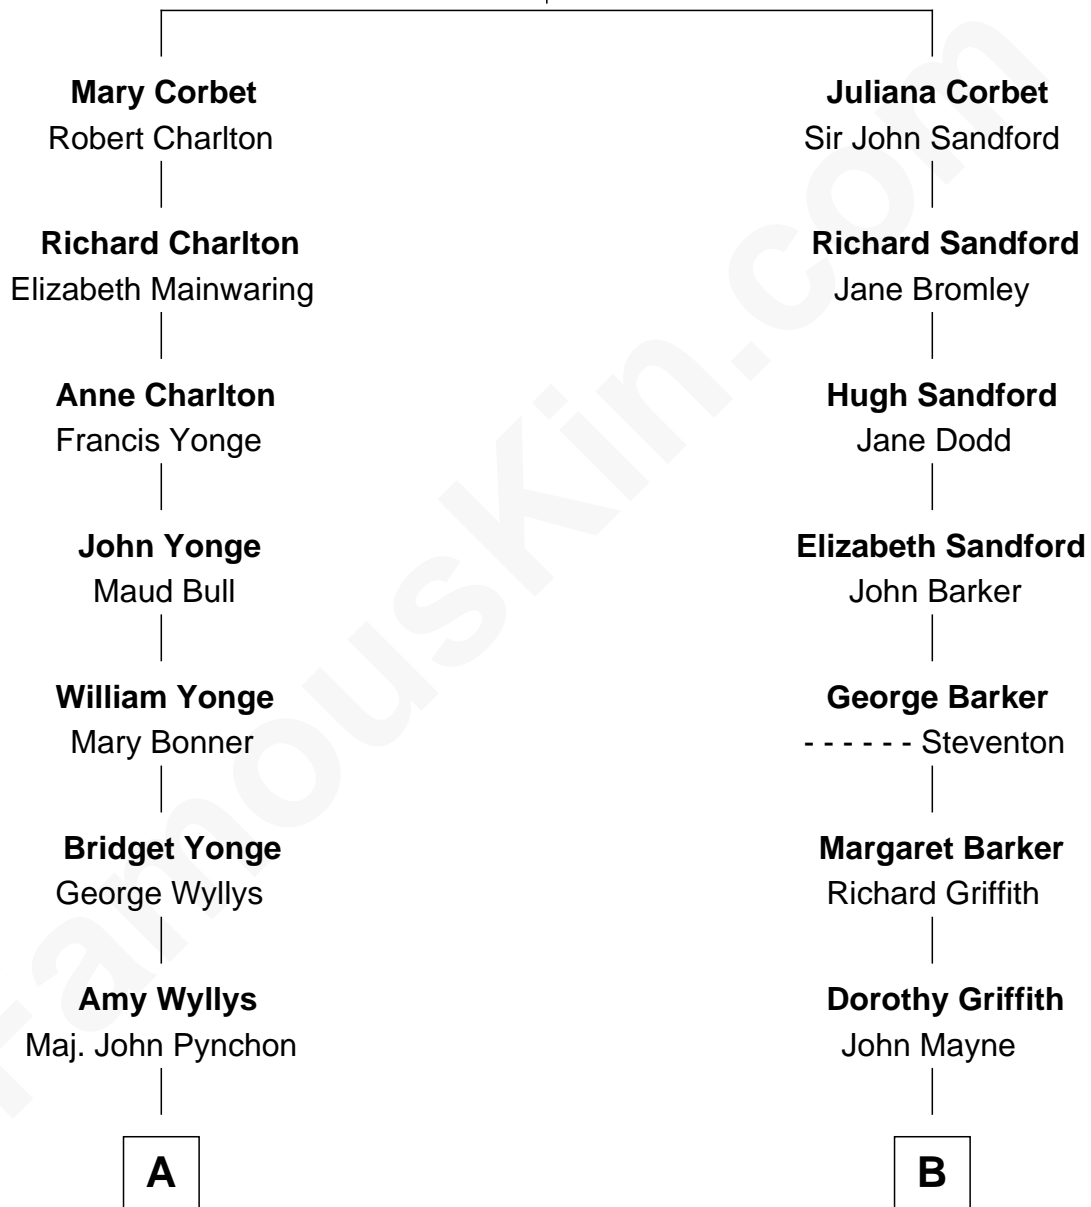 Mary Corbet
Robert Charlton
Richard Charlton
Elizabeth Mainwaring
Anne Charlton
Francis Yonge
John Yonge
Maud Bull
William Yonge
Mary Bonner
Bridget Yonge
George Wyllys
Amy Wyllys
Maj. John Pynchon
A
Juliana Corbet
Sir John Sandford
Richard Sandford
Jane Bromley
Hugh Sandford
Jane Dodd
Elizabeth Sandford
John Barker
George Barker
- - - - - - Steventon
Margaret Barker
Richard Griffith
Dorothy Griffith
John Mayne
B
FamousKin.com